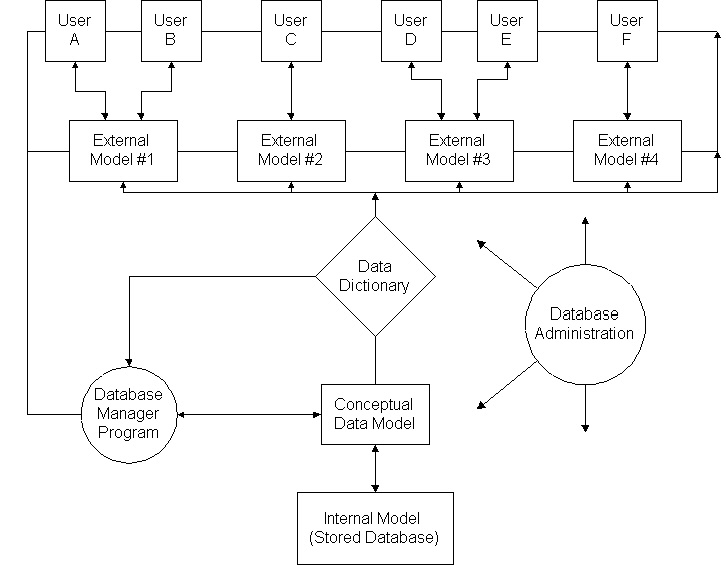 User
A
User
B
User
C
User
D
User
E
User
F
External
Model #1
External
Model #2
External
Model #3
External
Model #4
Data
Dictionary
Database
Administration
Database
Manager
Program
Conceptual
Data Model
Internal Model
(Stored Database)